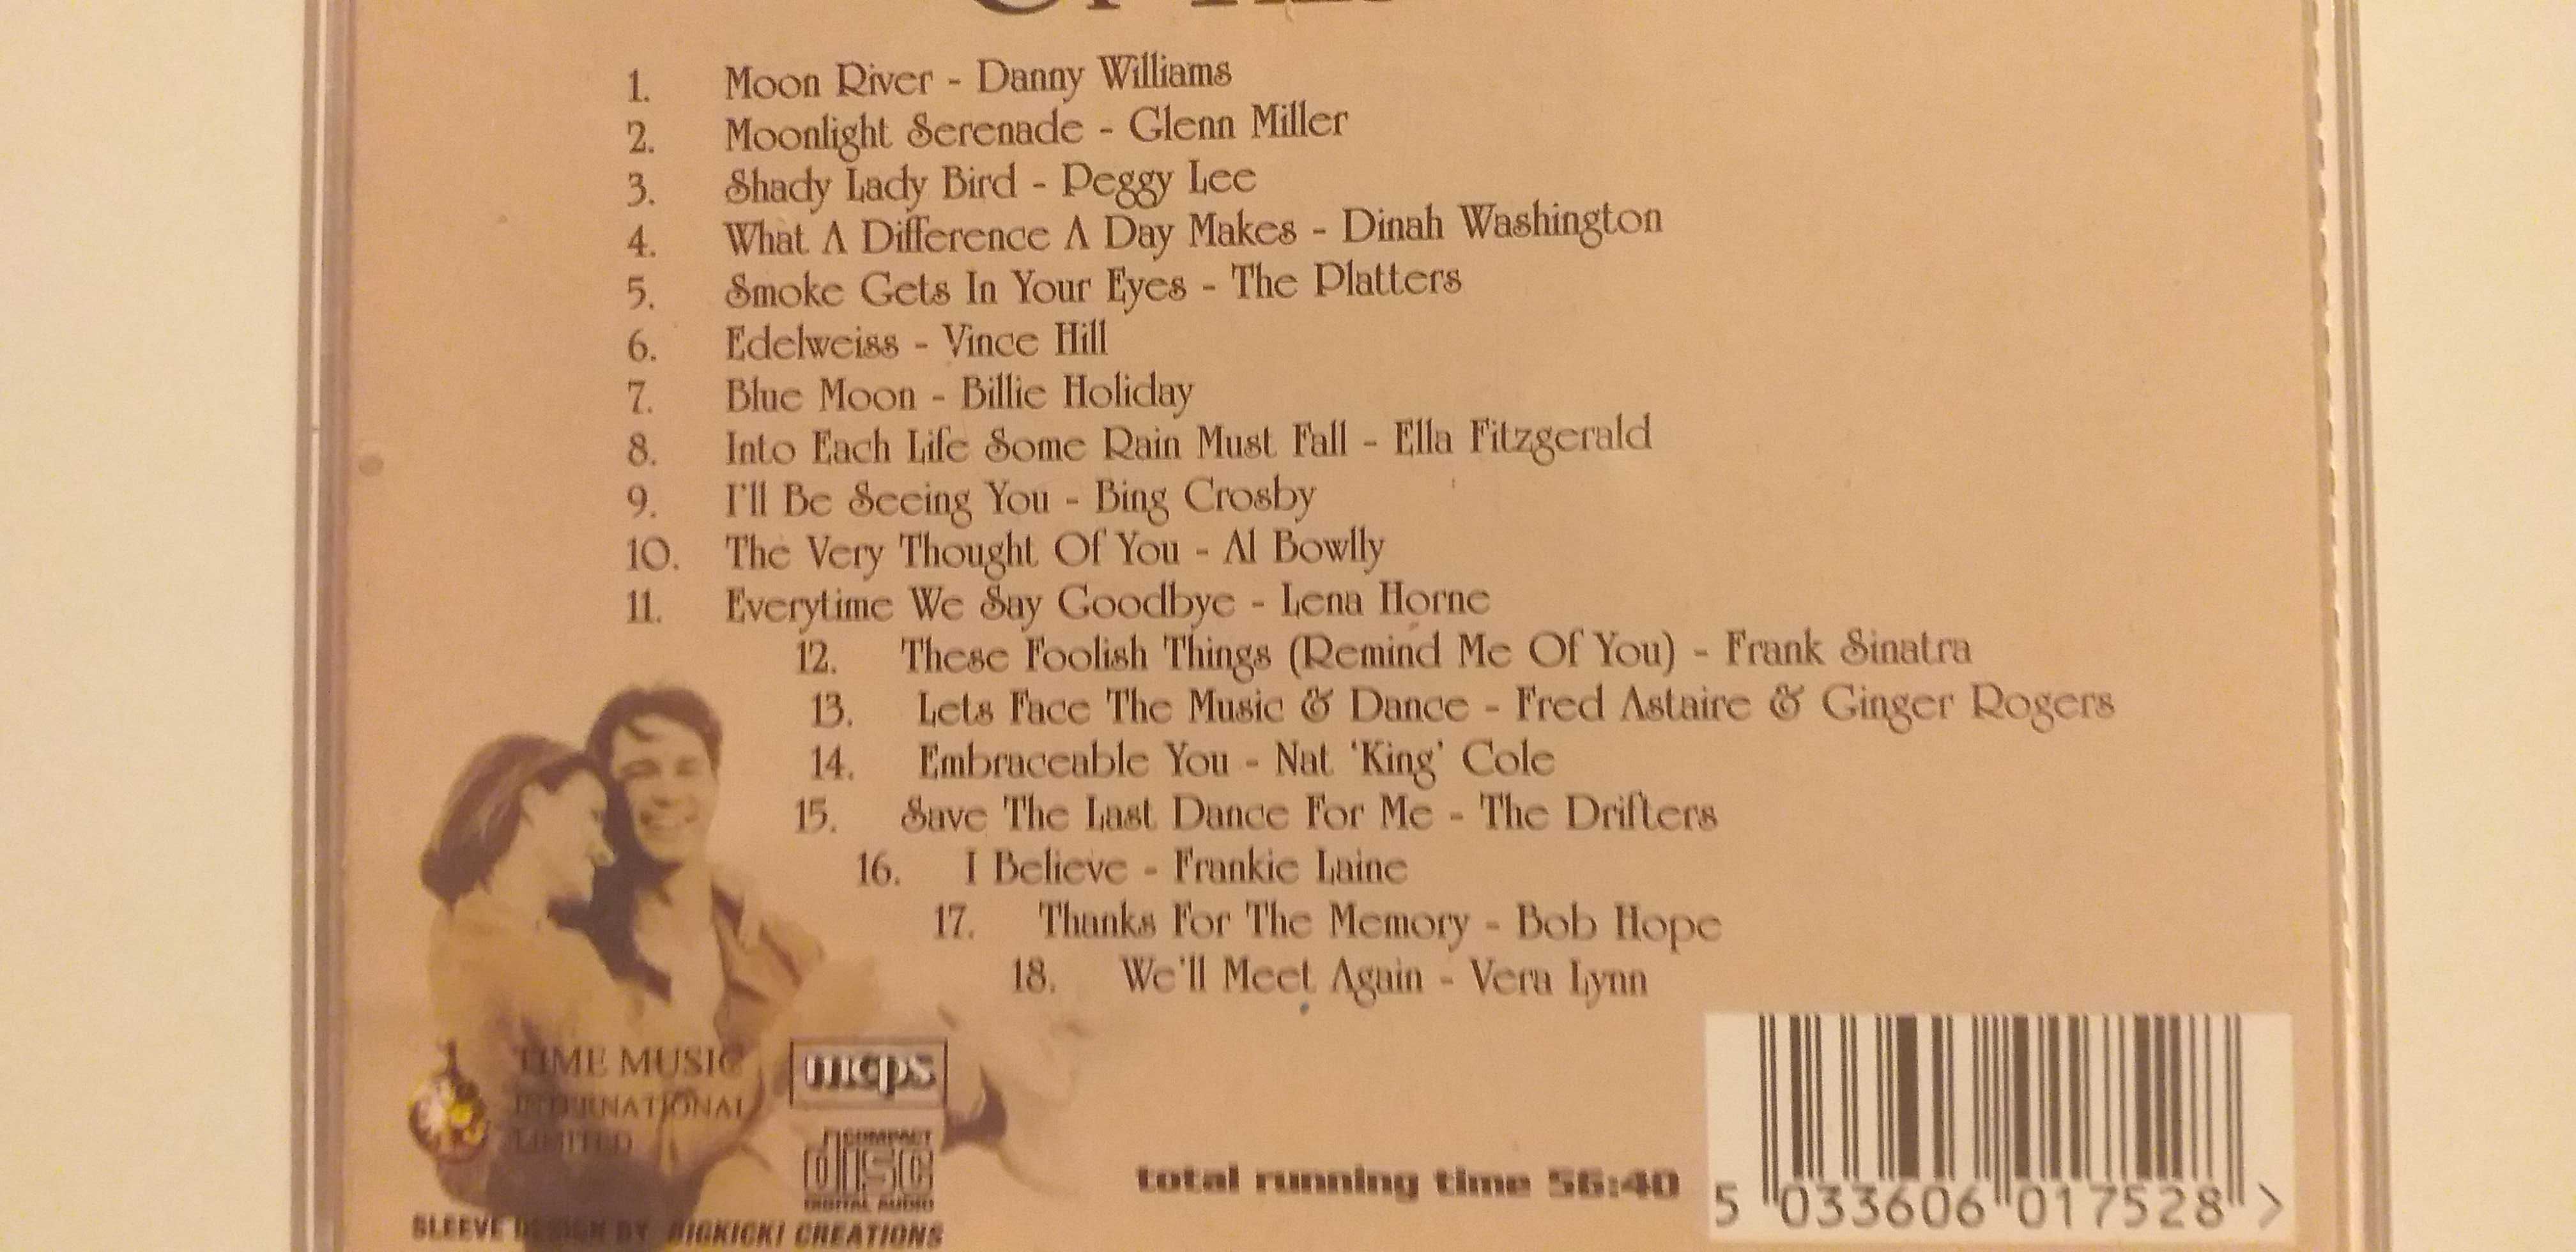 1. Moon River - Danny Williams
2. Moonlight Serenade - Glenn Miller
3. Shady Lady Bird - Peggy Lee
4. What A Difference A Day Makes - Dinah Washington
5. Smoke Gets In Your Eyes - The Platters
6. Edelweiss - Vince Hill
7. Blue Moon - Billie Holiday
8. Into Each Life Some Rain Must Fall - Ella Fitzgerald
9. I'll Be Seeing You - Bing Crosby
10. The Very Thought Of You - Al Bowlly
11. Everytime We Say Goodbye - Lena Horne
12. These Foolish Things (Remind Me Of You) - Frank Sinatra
13. Lets Face The Music & Dance - Fred Astaire & Ginger Rogers
14. Embraceable You - Nat 'King' Cole
15. Save The Last Dance For Me - The Drifters
16. I Believe - Frankie Laine
17. Thanks For The Memory - Bob Hope
18. We'll Meet Again - Vera Lynn
TIME MUSIC
INTERNATIONAL
LIMITED
mcps
COMPACT
disc
DIGITAL AUDIO
total running time 56:40
5 033606 017528 >
SLEEVE DESIGN BY BIGKICK! CREATIONS